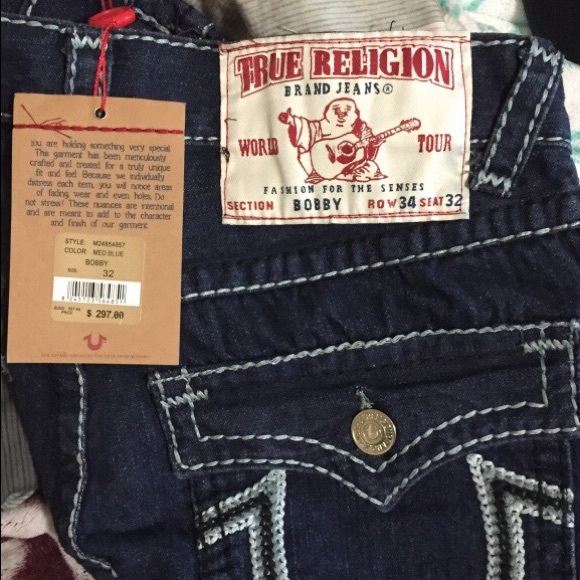 TRUE RELIGION
BRAND JEANS®
WORLD TOUR
FASHION FOR THE SENSES
SECTION BOBBY ROW 34 SEAT 32
You are holding something very special
This garment has been meticulously
crafted and treated for a truly unique
fit and feel. Because we individually
distress each item, you will notice areas
of fading, wear and even holes. Do
not stress! These nuances are intentional
and are meant to add to the character
and finish of our garment.
STYLE: M24854857
COLOR: MED.BLUE
BOBBY
SIZE: 32
PRICE $ 297.00